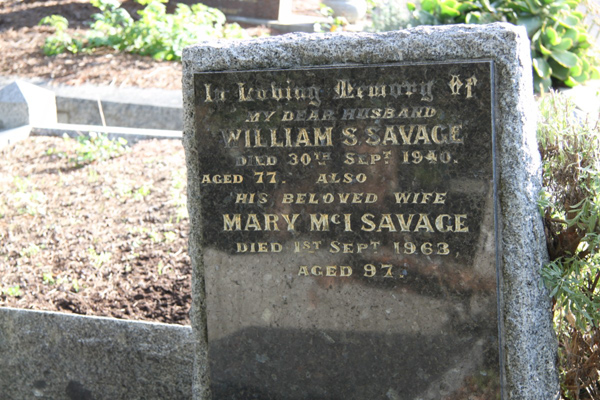 In Loving Memory Of
MY DEAR HUSBAND
WILLIAM S. SAVAGE
DIED 30TH SEPT 1940.
AGED 77. ALSO
HIS BELOVED WIFE
MARY McI SAVAGE
DIED 1ST SEPT 1963,
AGED 97.